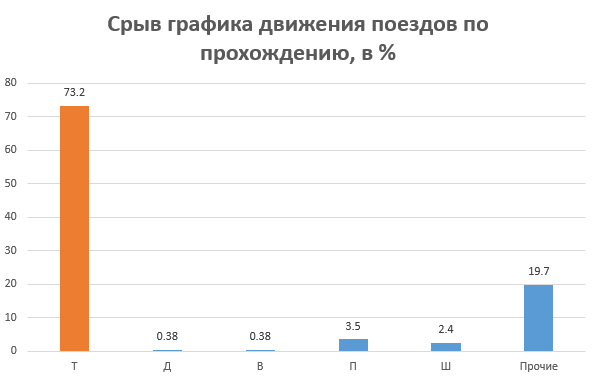 Срыв графика движения поездов по
прохождению, в %
80
70
60
50
40
30
20
10
0
73.2
0.38
0.38
3.5
2.4
19.7
Т
Д
В
П
Ш
Прочие